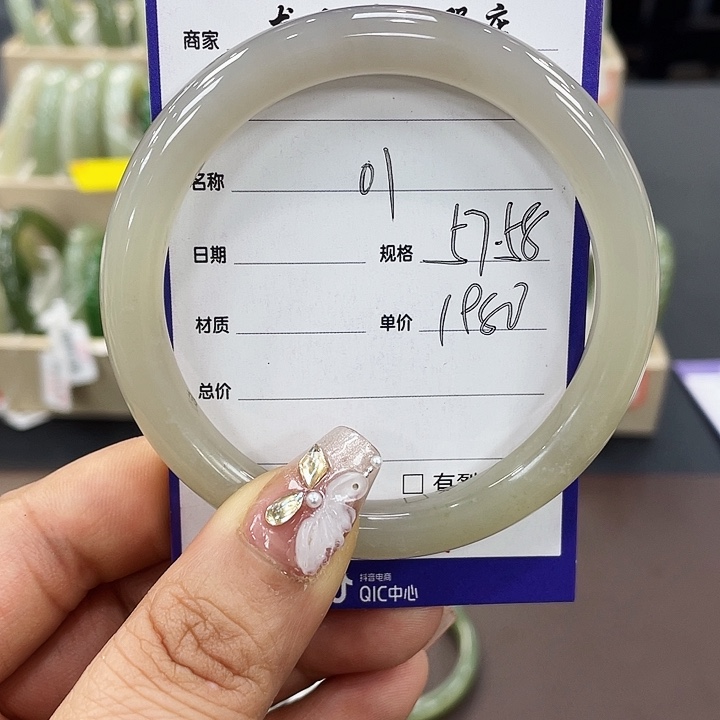 商家
名称 01
日期 规格 57.58
材质 单价 1980
总价
□ 有裂
抖音电商
QIC中心